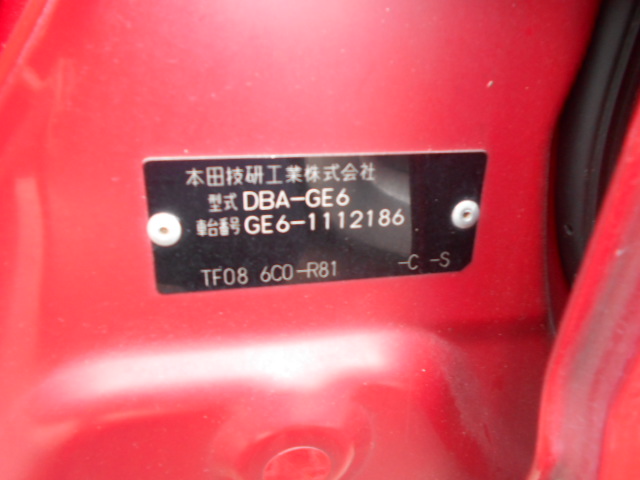 本田技研工業株式会社
型式 DBA-GE6
車台番号 GE6-1112186
TF08 6C0-R81 -C -S